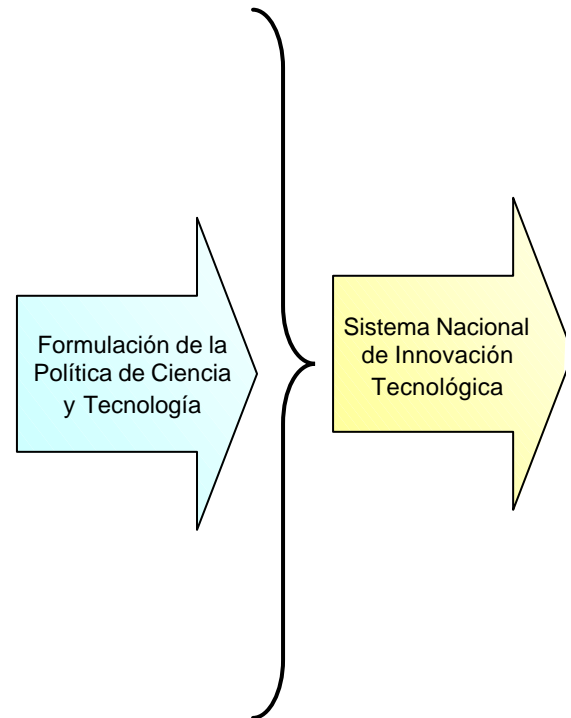 Formulación de la
Política de Ciencia
y Tecnología
Sistema Nacional
de Innovación
Tecnológica